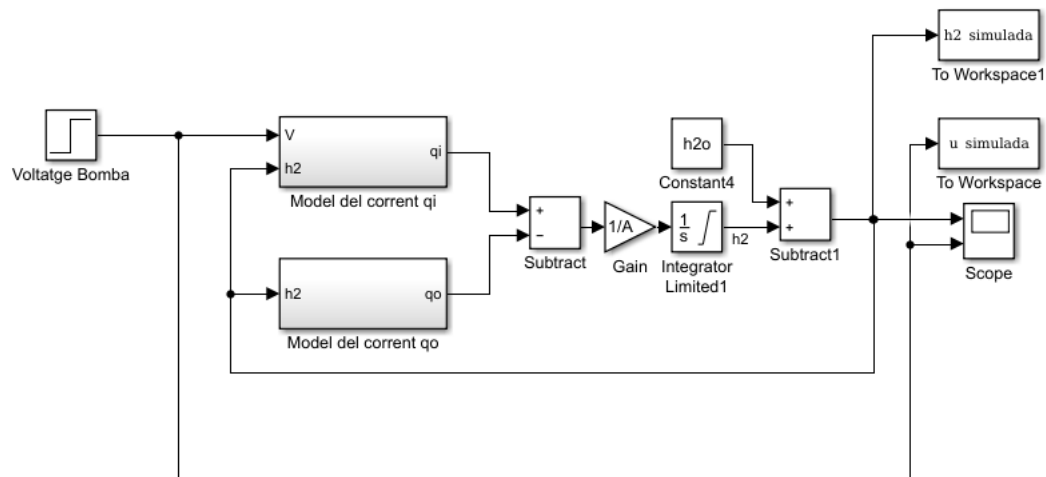 h2 simulada
To Workspace1
Voltatge Bomba
V
h2
qi
Model del corrent qi
h2o
Constant4
u simulada
To Workspace
+
−
Subtract
1/A
Gain
1
s
Integrator
Limited1
h2
+
+
Subtract1
Scope
h2
qo
Model del corrent qo